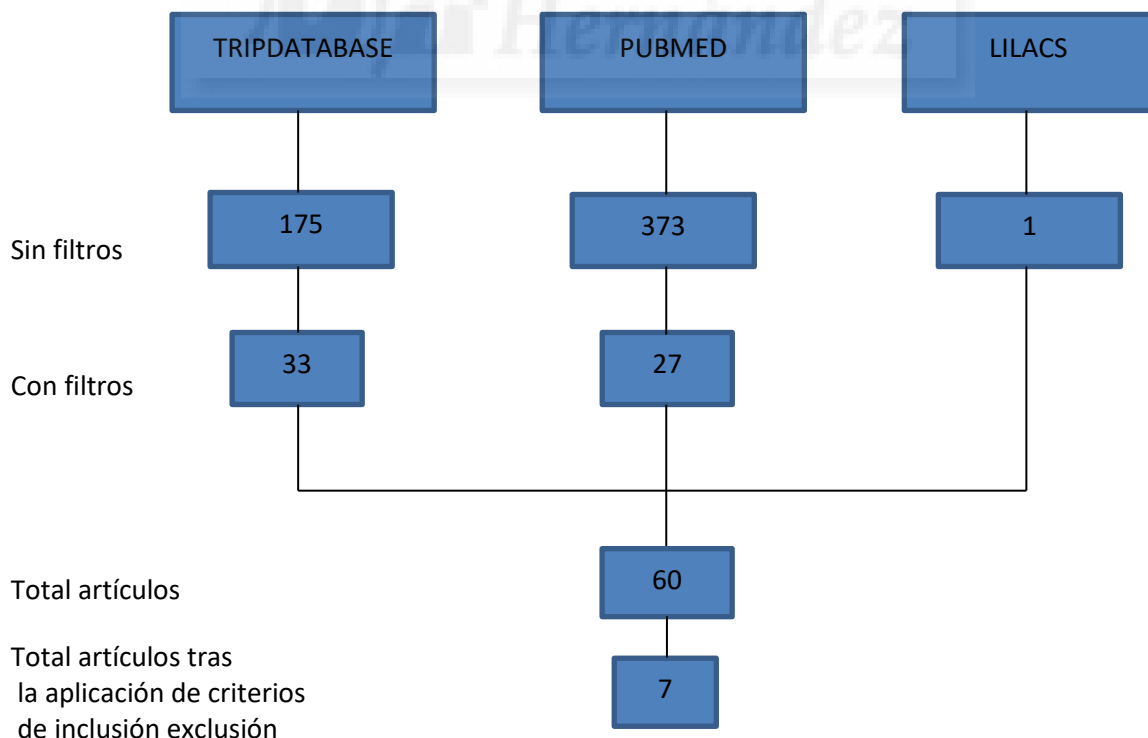 Hernández
TRIPDATABASE
PUBMED
LILACS
Sin filtros
175
373
1
Con filtros
33
27
Total artículos
60
Total artículos tras
la aplicación de criterios
de inclusión exclusión
7